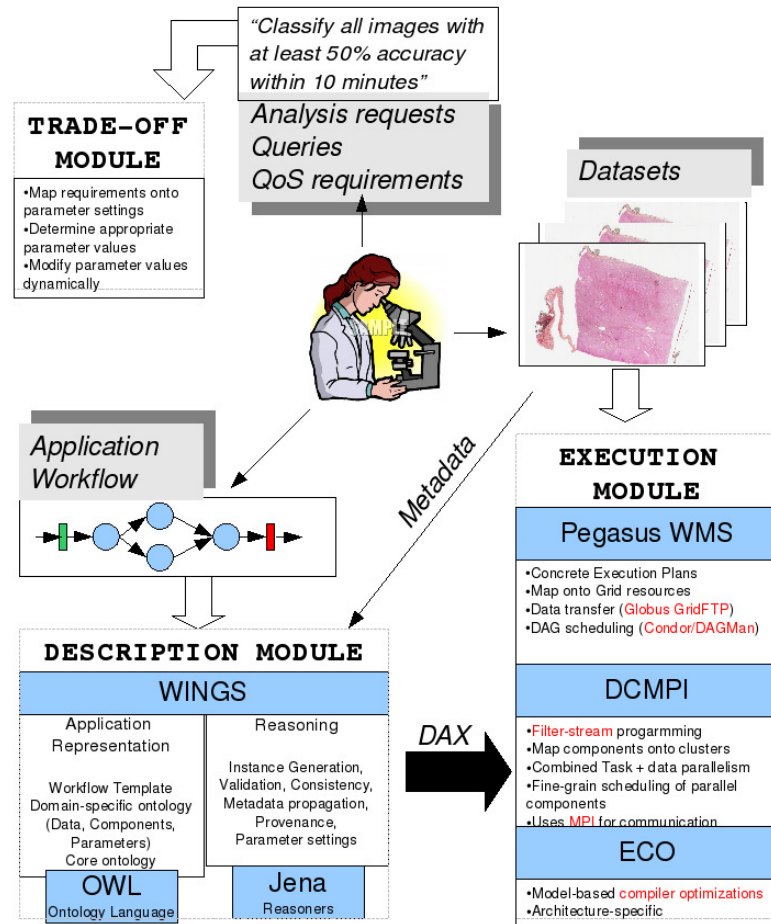 “Classify all images with
at least 50% accuracy
within 10 minutes”
Analysis requests
Queries
QoS requirements
TRADE-OFF
MODULE
•Map requirements onto
parameter settings
•Determine appropriate
parameter values
•Modify parameter values
dynamically
Datasets
SAMPLE
Application
Workflow
Metadata
EXECUTION
MODULE
Pegasus WMS
•Concrete Execution Plans
•Map onto Grid resources
•Data transfer (Globus GridFTP)
•DAG scheduling (Condor/DAGMan)
DCMPI
•Filter-stream progarmming
•Map components onto clusters
•Combined Task + data parallelism
•Fine-grain scheduling of parallel
components
•Uses MPI for communication
ECO
•Model-based compiler optimizations
•Architecture-specific
DESCRIPTION MODULE
WINGS
Application
Representation
Workflow Template
Domain-specific ontology
(Data, Components,
Parameters)
Core ontology
OWL
Ontology Language
Reasoning
Instance Generation,
Validation, Consistency,
Metadata propagation,
Provenance,
Parameter settings
Jena
Reasoners
DAX